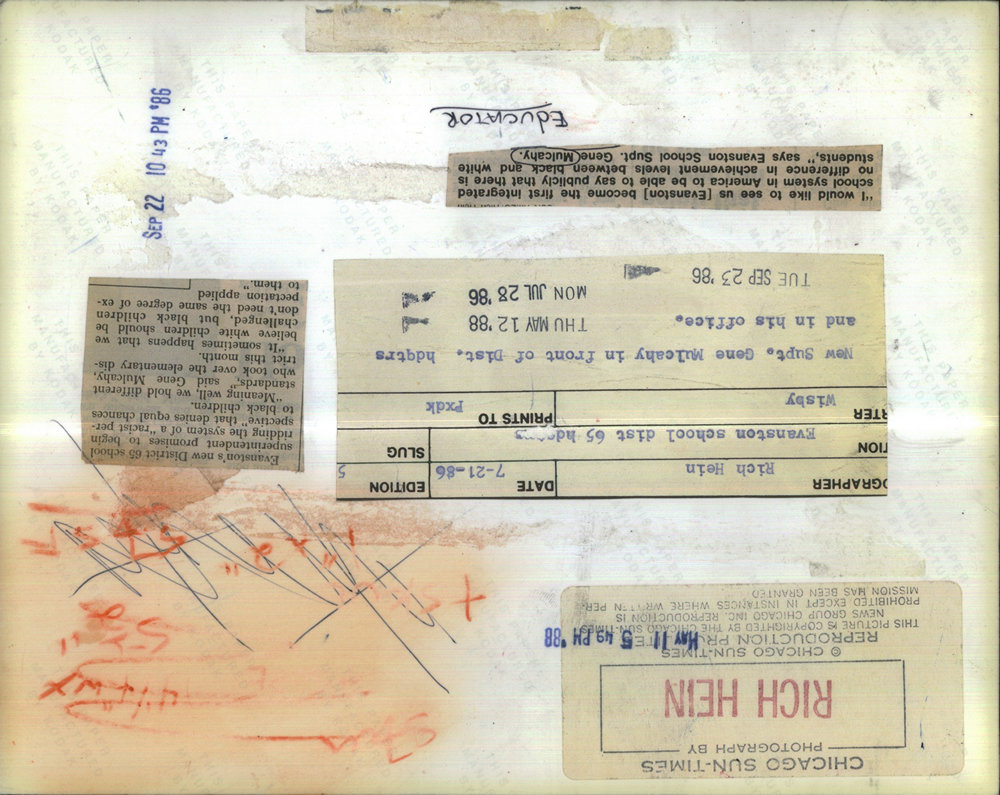 CHICAGO SUN-TIMES
PHOTOGRAPH BY
RICH HEIN
© CHICAGO SUN-TIMES
REPRODUCTION PROHIBITED
THIS PICTURE IS COPYRIGHTED BY THE CHICAGO SUN-TIMES
NEWS GROUP CHICAGO INC. REPRODUCTION IS
PROHIBITED EXCEPT IN INSTANCES WHERE WRITTEN PER-
MISSION HAS BEEN GRANTED
MAY 11 5 49 PM '88
OGRAPHER
Rich Hein
DATE
7-21-86
EDITION
5
ION
Evanston school dist 65 hdqtrs
SLUG
RTER
Wisby
PRINTS TO
Pxdk
New Supt. Gene Mulcahy in front of Dist. hdqtrs
and in his office.
THU MAY 12 '88
MON JUL 28 '86
TUE SEP 23 '86
Evanston's new District 65 school
superintendent promises to begin
ridding the system of a "racist per-
spective" that denies equal chances
to black children.
"Meaning, well, we hold different
standards," said Gene Mulcahy,
who took over the elementary dis-
trict this month.
"It sometimes happens that we
believe white children should be
challenged, but black children
don't need the same degree of ex-
pectation applied
to them."
"I would like to see us [Evanston] become the first integrated
school system in America to be able to say publicly that there is
no difference in achievement levels between black and white
students," says Evanston School Supt. Gene Mulcahy.
EDUCATOR
SEP 22 10 43 PM '86
THIS PAPER
MANUFACTURED
BY KODAK